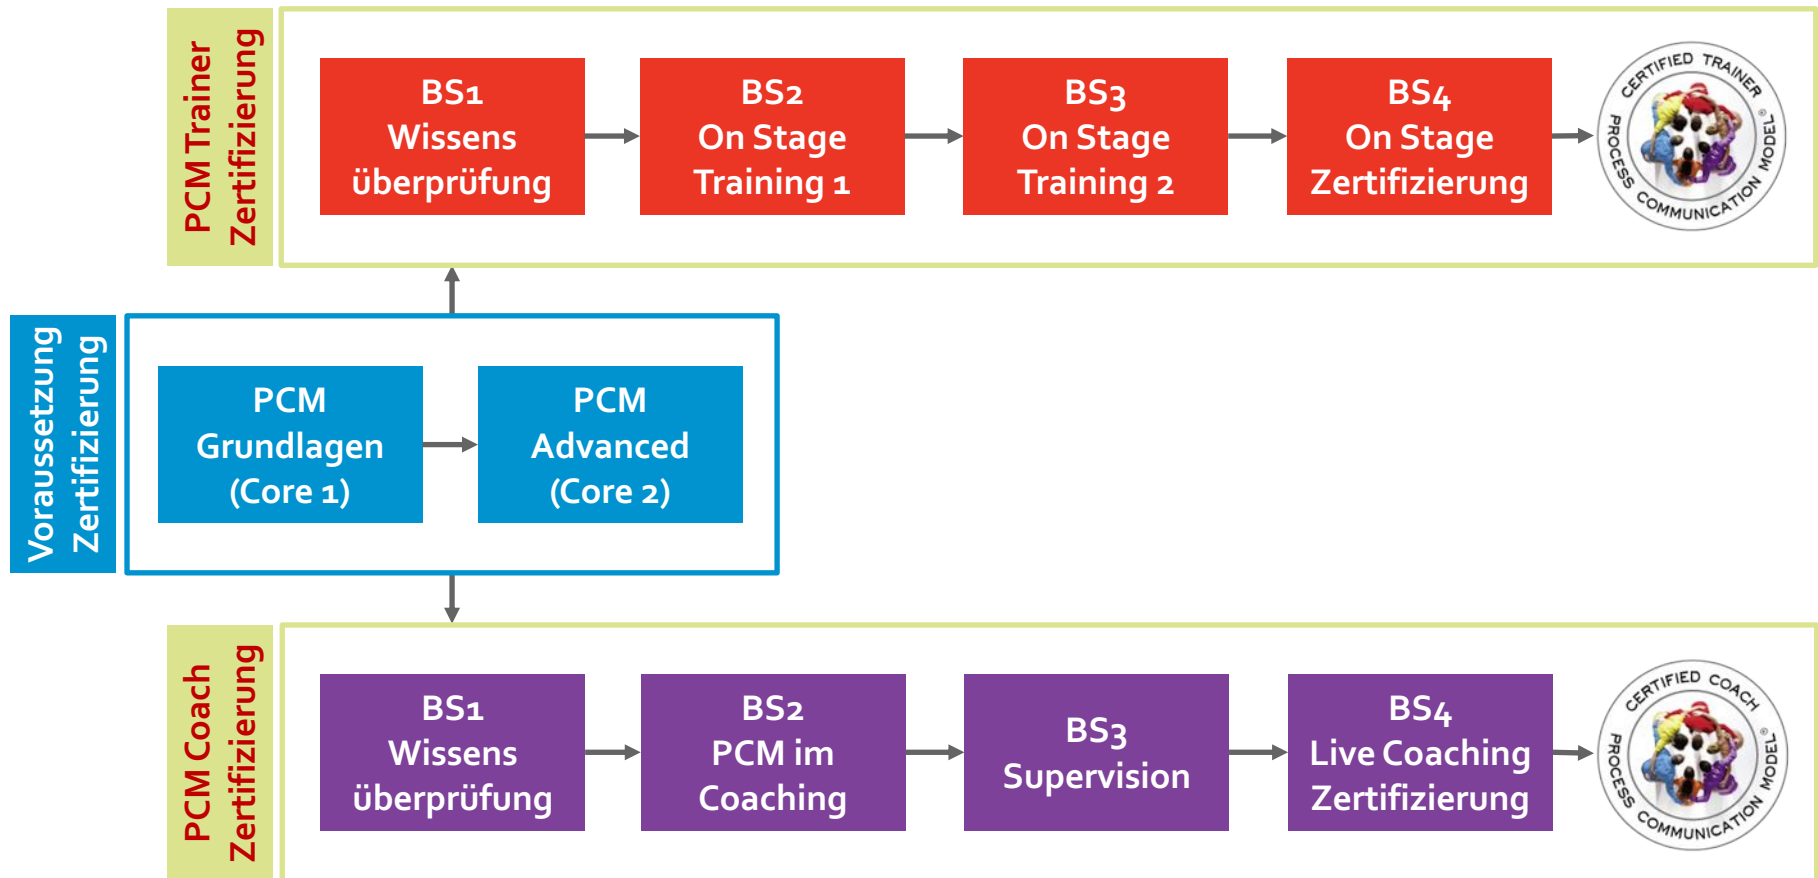 PCM Trainer
Zertifizierung
BS1
Wissens
überprüfung
BS2
On Stage
Training 1
BS3
On Stage
Training 2
BS4
On Stage
Zertifizierung
CERTIFIED TRAINER
PROCESS COMMUNICATION MODEL®
Voraussetzung
Zertifizierung
PCM
Grundlagen
(Core 1)
PCM
Advanced
(Core 2)
PCM Coach
Zertifizierung
BS1
Wissens
überprüfung
BS2
PCM im
Coaching
BS3
Supervision
BS4
Live Coaching
Zertifizierung
CERTIFIED COACH
PROCESS COMMUNICATION MODEL®